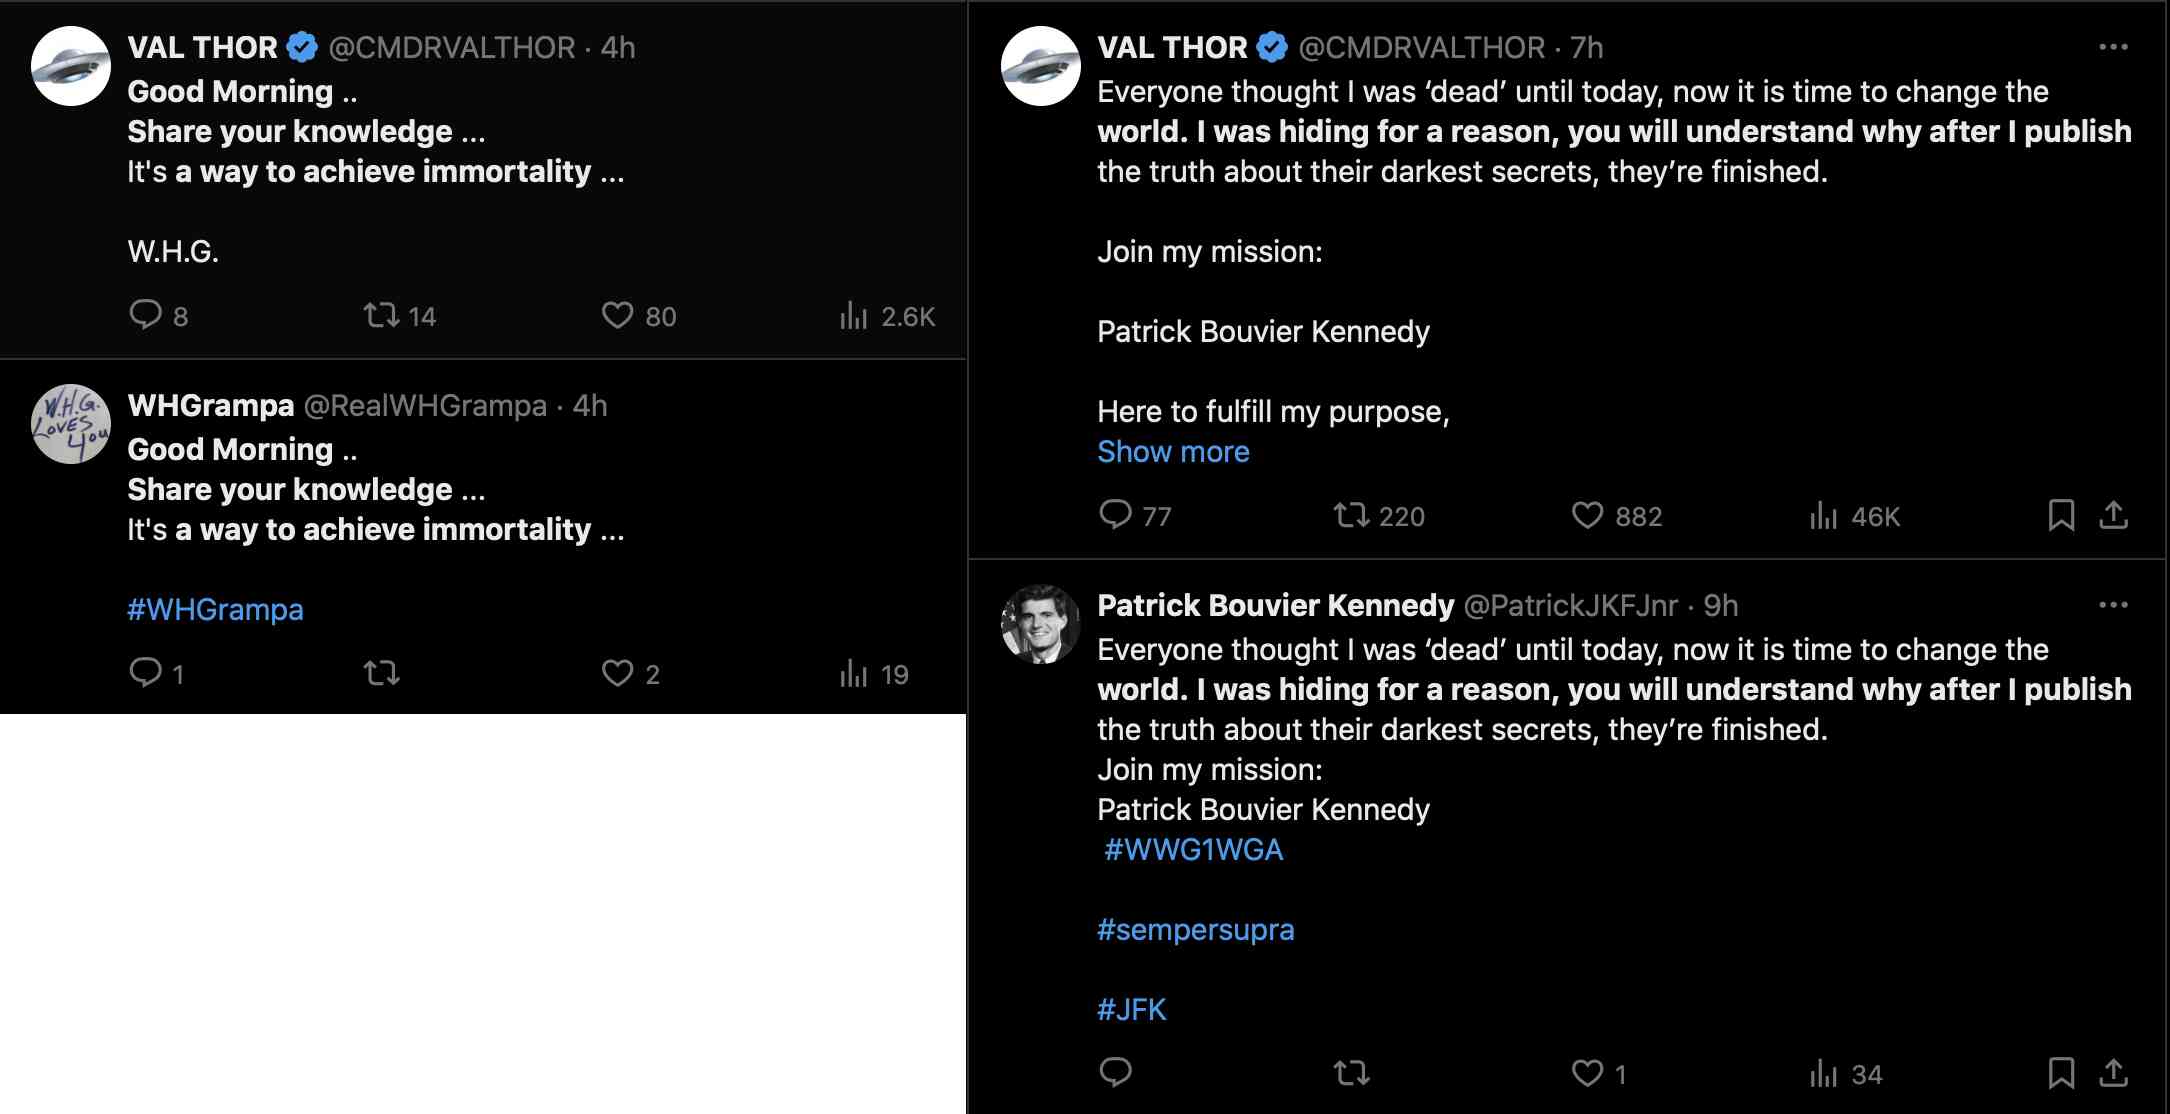 VAL THOR @CMDRVALTHOR · 4h
Good Morning ..
Share your knowledge ...
It's a way to achieve immortality ...
W.H.G.
8 14 80 2.6K
W.H.G.
LOVES
You
WHGrampa @RealWHGrampa · 4h
Good Morning ..
Share your knowledge ...
It's a way to achieve immortality ...
#WHGrampa
1 2 19
VAL THOR @CMDRVALTHOR · 7h
Everyone thought I was ‘dead’ until today, now it is time to change the
world. I was hiding for a reason, you will understand why after I publish
the truth about their darkest secrets, they’re finished.
Join my mission:
Patrick Bouvier Kennedy
Here to fulfill my purpose,
Show more
77 220 882 46K
Patrick Bouvier Kennedy @PatrickJKFJnr · 9h
Everyone thought I was ‘dead’ until today, now it is time to change the
world. I was hiding for a reason, you will understand why after I publish
the truth about their darkest secrets, they’re finished.
Join my mission:
Patrick Bouvier Kennedy
#WWG1WGA
#sempersupra
#JFK
1 34